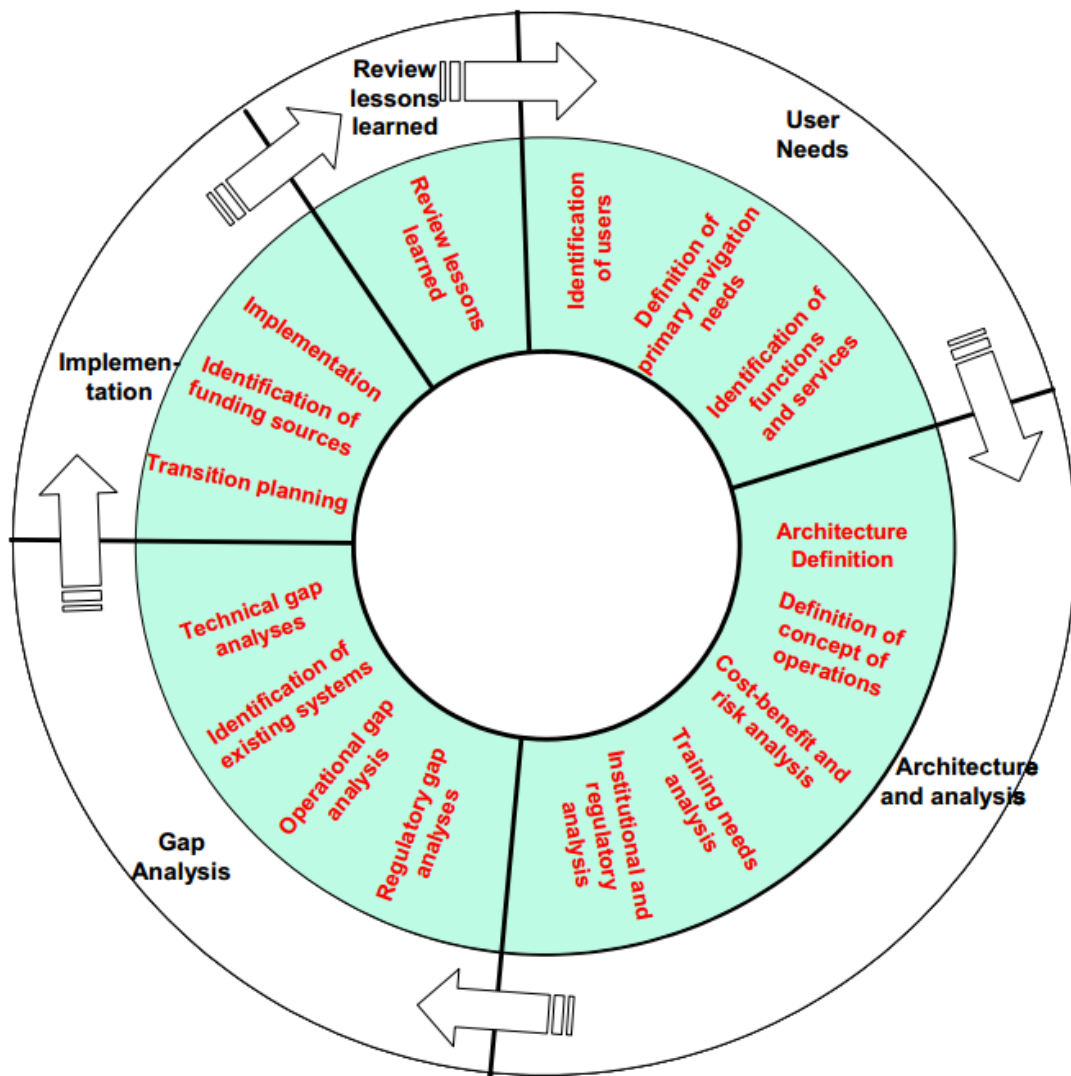 Review
lessons
learned
User
Needs
Architecture
and analysis
Gap
Analysis
Implemen-
tation
Review lessons
learned
Identification
of users
Definition of
primary navigation
needs
Identification of
functions
and services
Architecture
Definition
Definition of
concept of
operations
Cost-benefit and
risk analysis
Training needs
analysis
Institutional and
regulatory
analysis
Regulatory gap
analyses
Operational gap
analysis
Identification of
existing systems
Technical gap
analyses
Transition planning
Identification of
funding sources
Implementation